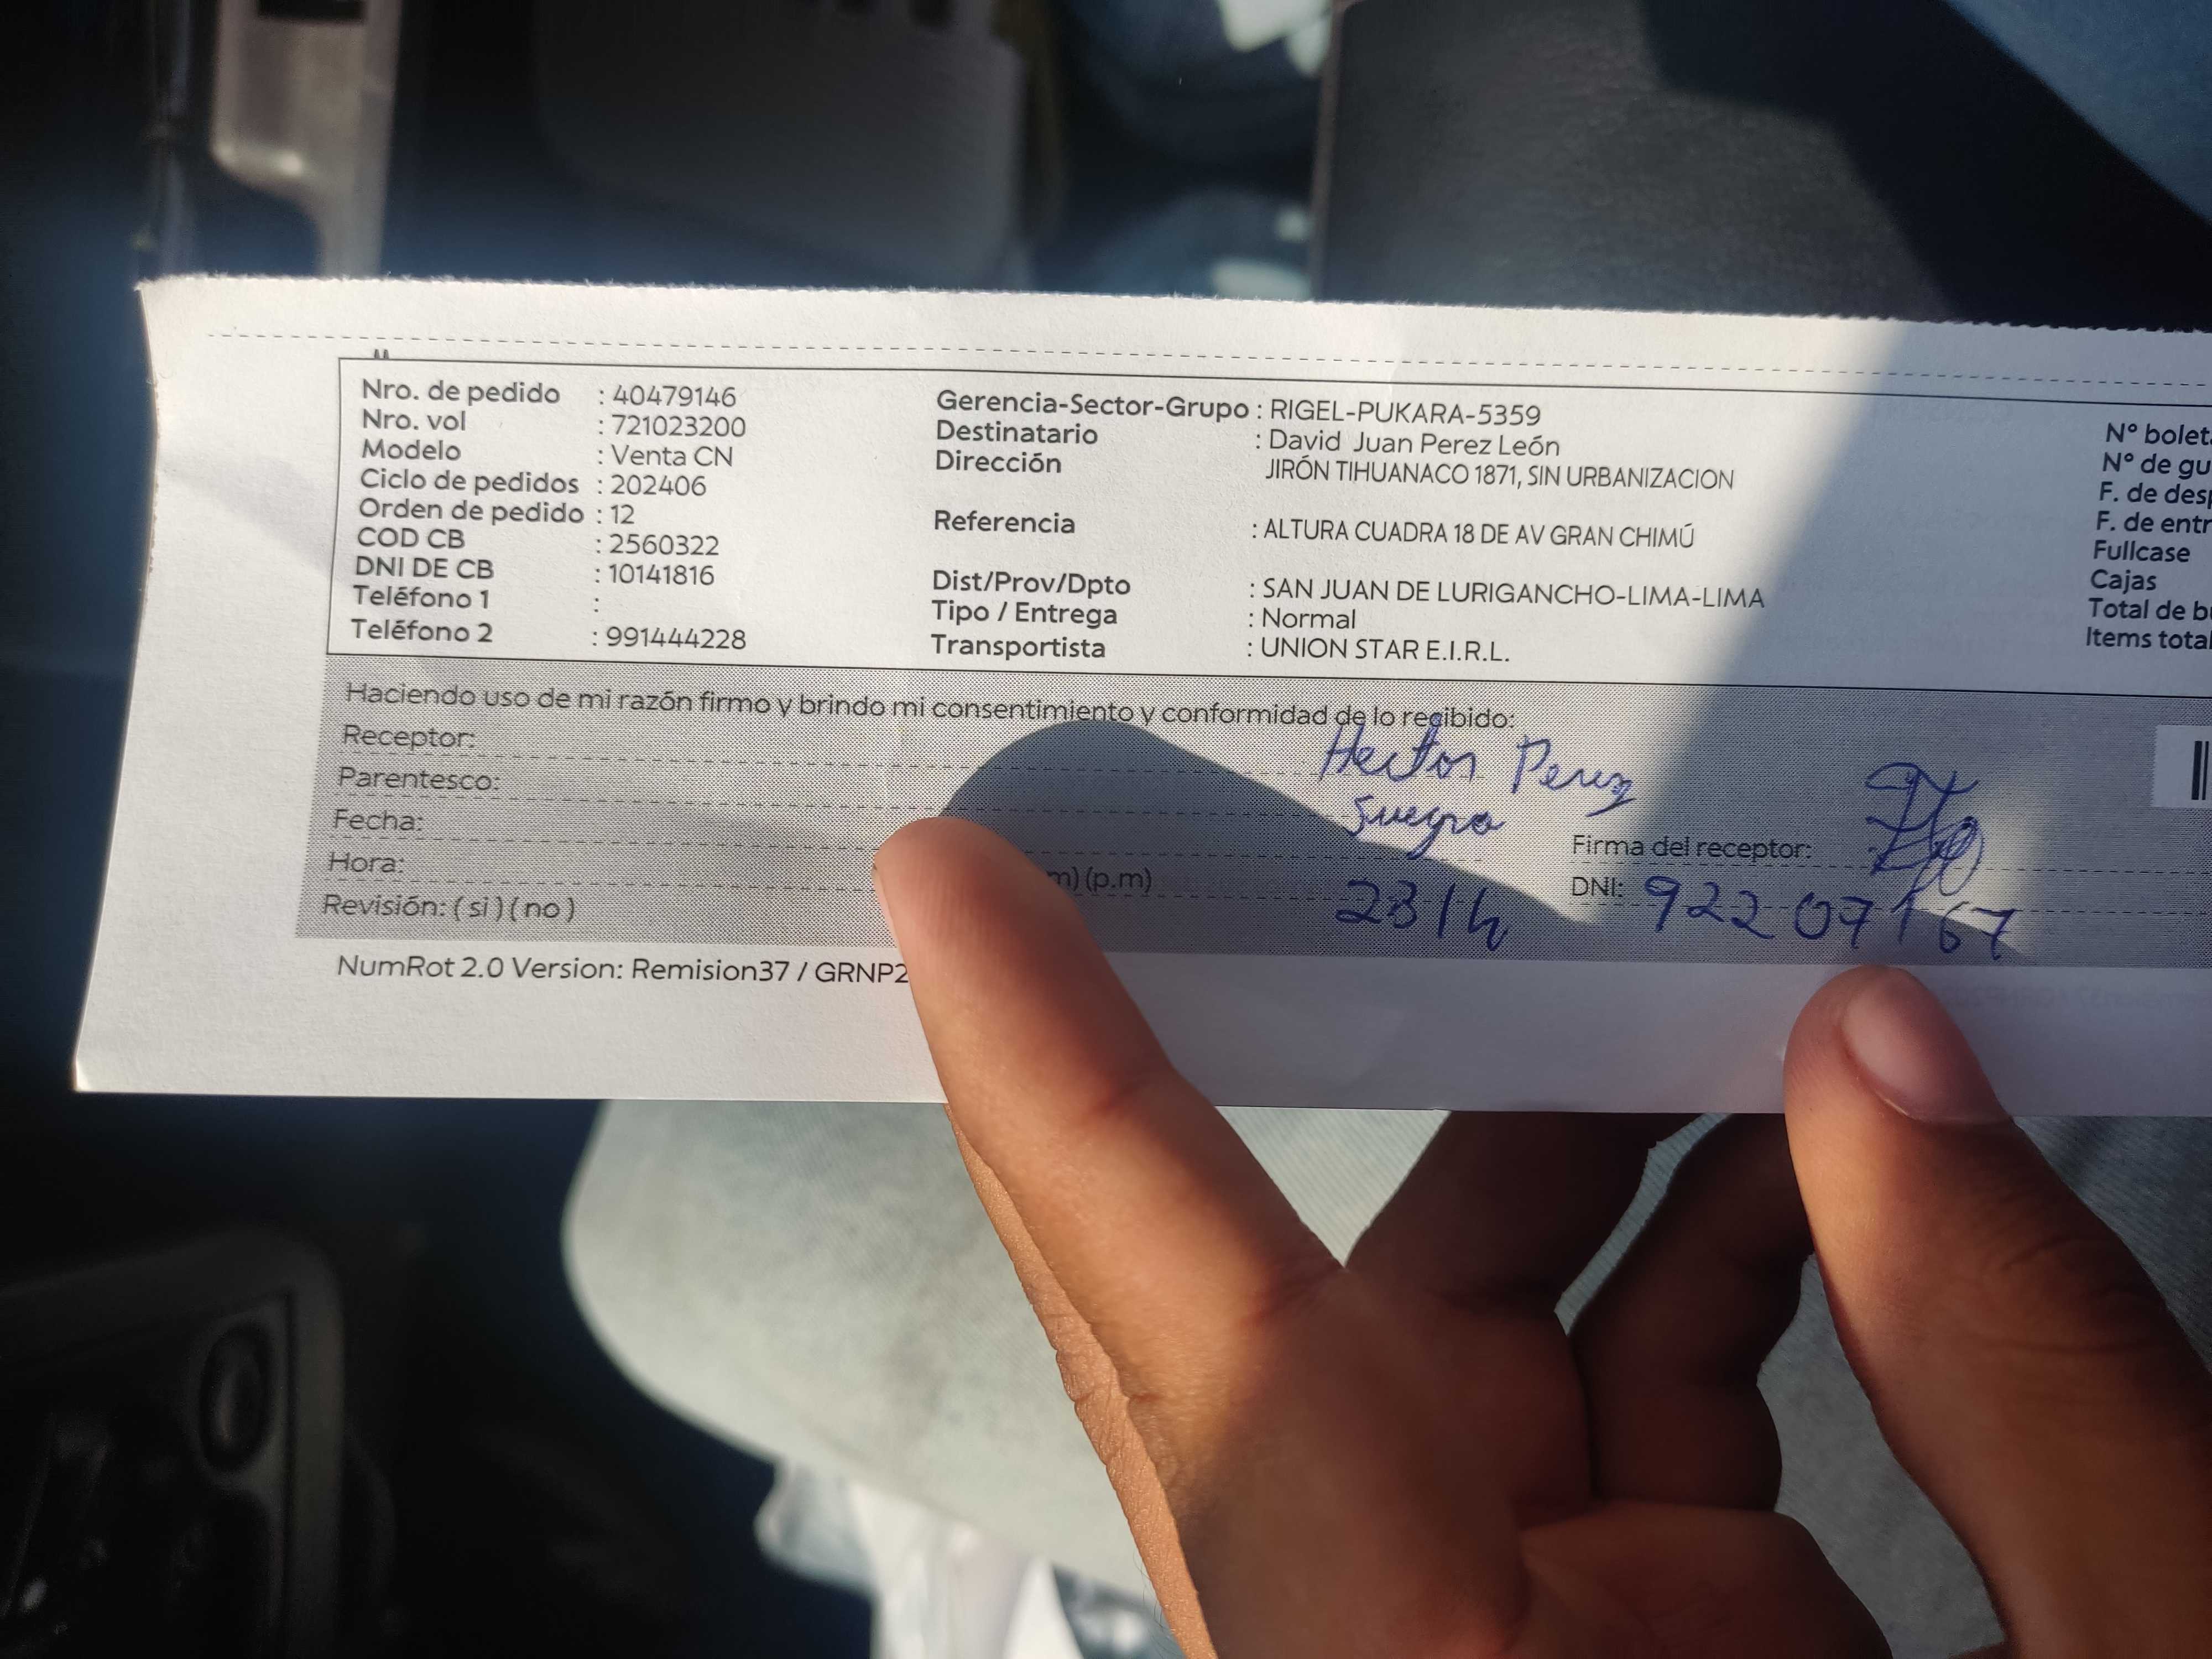 Nro. de pedido : 40479146
Nro. vol : 721023200
Modelo : Venta CN
Ciclo de pedidos : 202406
Orden de pedido : 12
COD CB : 2560322
DNI DE CB : 10141816
Teléfono 1 :
Teléfono 2 : 991444228
Gerencia-Sector-Grupo : RIGEL-PUKARA-5359
Destinatario : David Juan Perez León
Dirección JIRÓN TIHUANACO 1871, SIN URBANIZACION
Referencia : ALTURA CUADRA 18 DE AV GRAN CHIMÚ
Dist/Prov/Dpto : SAN JUAN DE LURIGANCHO-LIMA-LIMA
Tipo / Entrega : Normal
Transportista : UNION STAR E.I.R.L.
N° bolet
N° de gu
F. de desp
F. de entr
Fullcase
Cajas
Total de b
Items total
Haciendo uso de mi razón firmo y brindo mi consentimiento y conformidad de lo recibido:
Receptor: Hector Perez
Parentesco: Suegro
Fecha:
Hora: m) (p.m)
Revisión: ( si ) ( no )
Firma del receptor:
DNI: 92207167
NumRot 2.0 Version: Remision37 / GRNP2